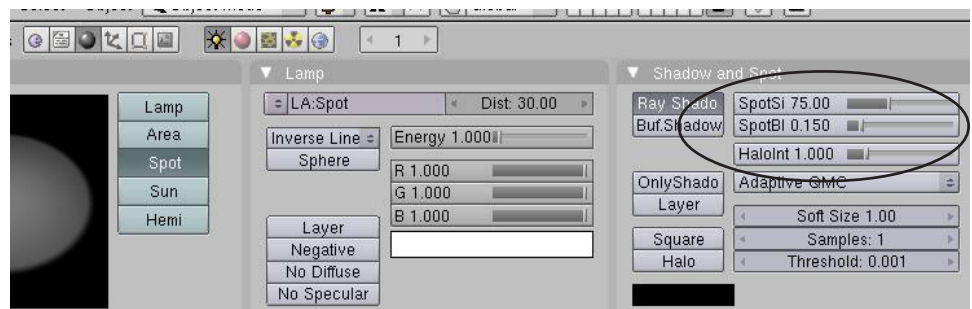 1
Lamp
Shadow and Spot
Lamp
Area
Spot
Sun
Hemi
LA:Spot
Dist: 30.00
Inverse Line
Sphere
Energy 1.000
R 1.000
G 1.000
B 1.000
Layer
Negative
No Diffuse
No Specular
Ray Shado
Buf.Shadow
SpotSi 75.00
SpotBl 0.150
HaloInt 1.000
OnlyShado
Layer
Adaptive QMC
Square
Halo
Soft Size 1.00
Samples: 1
Threshold: 0.001